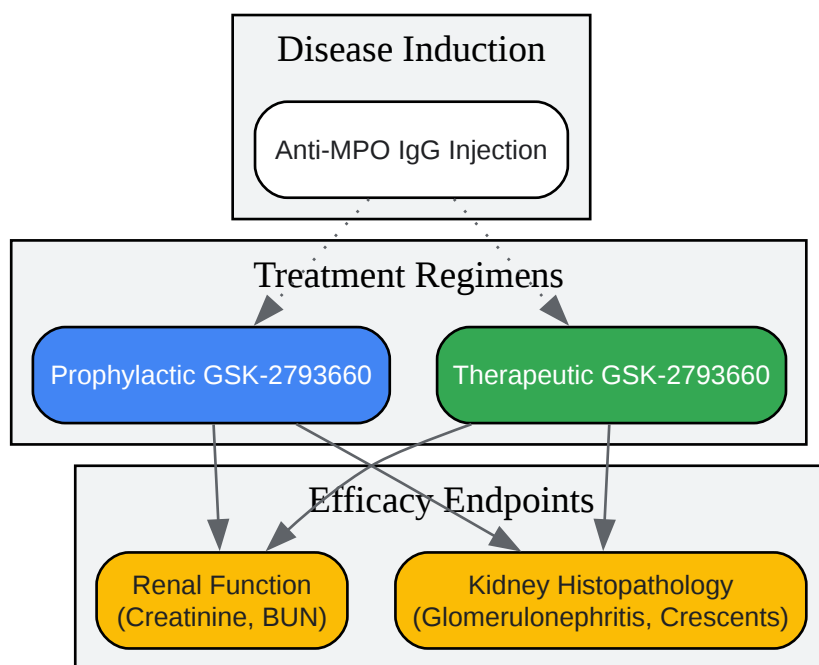 Disease Induction
Anti-MPO IgG Injection
Treatment Regimens
Prophylactic GSK-2793660
Therapeutic GSK-2793660
Efficacy Endpoints
Renal Function
(Creatinine, BUN)
Kidney Histopathology
(Glomerulonephritis, Crescents)